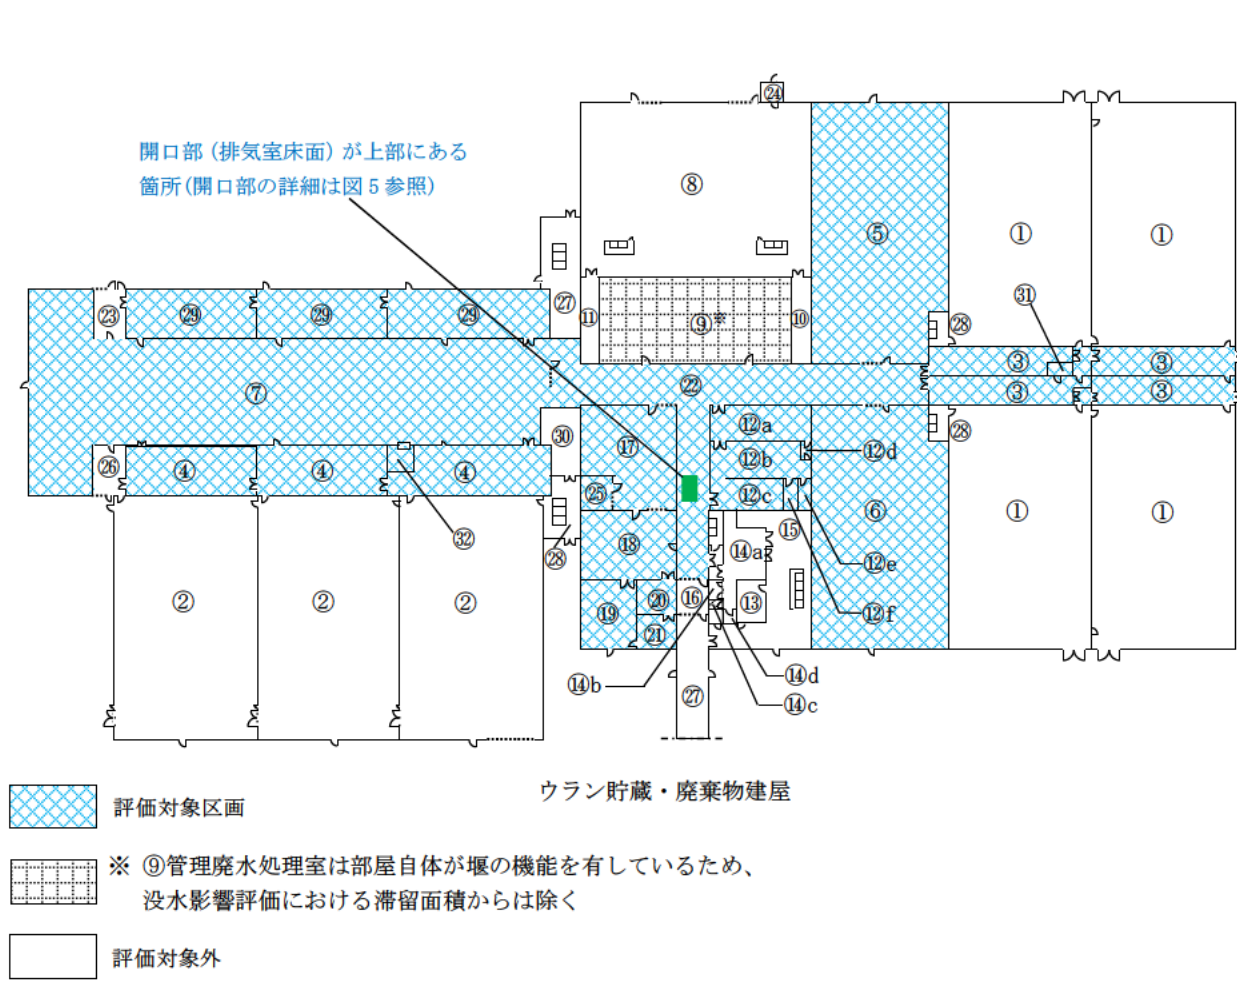 ㉔
開口部（排気室床面）が上部にある
箇所（開口部の詳細は図５参照）
⑧
⑤
①
①
㉛
㉓
㉙
㉙
㉙
㉗
⑪
⑨※
⑩
㉘
③
③
⑦
㉒
③
③
⑫a
㉚
⑰
⑫b
⑫d
㉘
㉖
④
④
④
㉕
⑫c
⑥
①
①
㉜
⑱
㉘
⑭a
⑮
⑫e
②
②
②
⑲
⑳
⑯
⑬
⑫f
㉑
⑭b
㉗
⑭d
⑭c
ウラン貯蔵・廃棄物建屋
評価対象区画
※ ⑨管理廃水処理室は部屋自体が堰の機能を有しているため、
没水影響評価における滞留面積からは除く
評価対象外